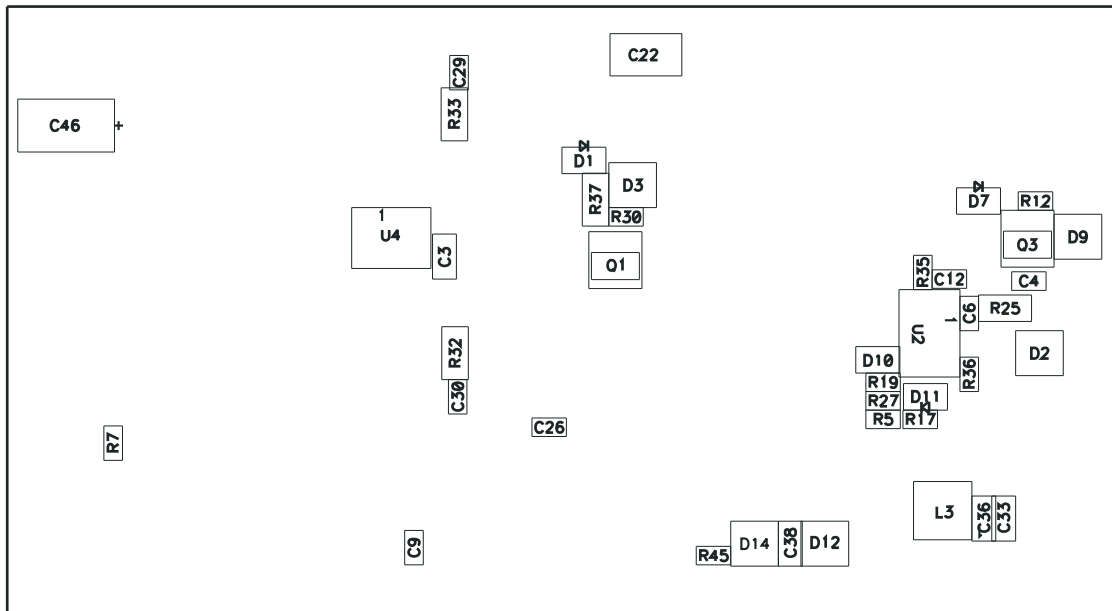 C22
C29
R33
C46 +
D1
D3
R37
R30
D7
R12
1
U4
C3
Q1
Q3
D9
R35
C12
C4
C6
R25
1
U2
R32
D10
D2
R36
R19
C30
D11
R27
R5
R17
C26
R7
L3
C36
C33
C9
R45
D14
C38
D12